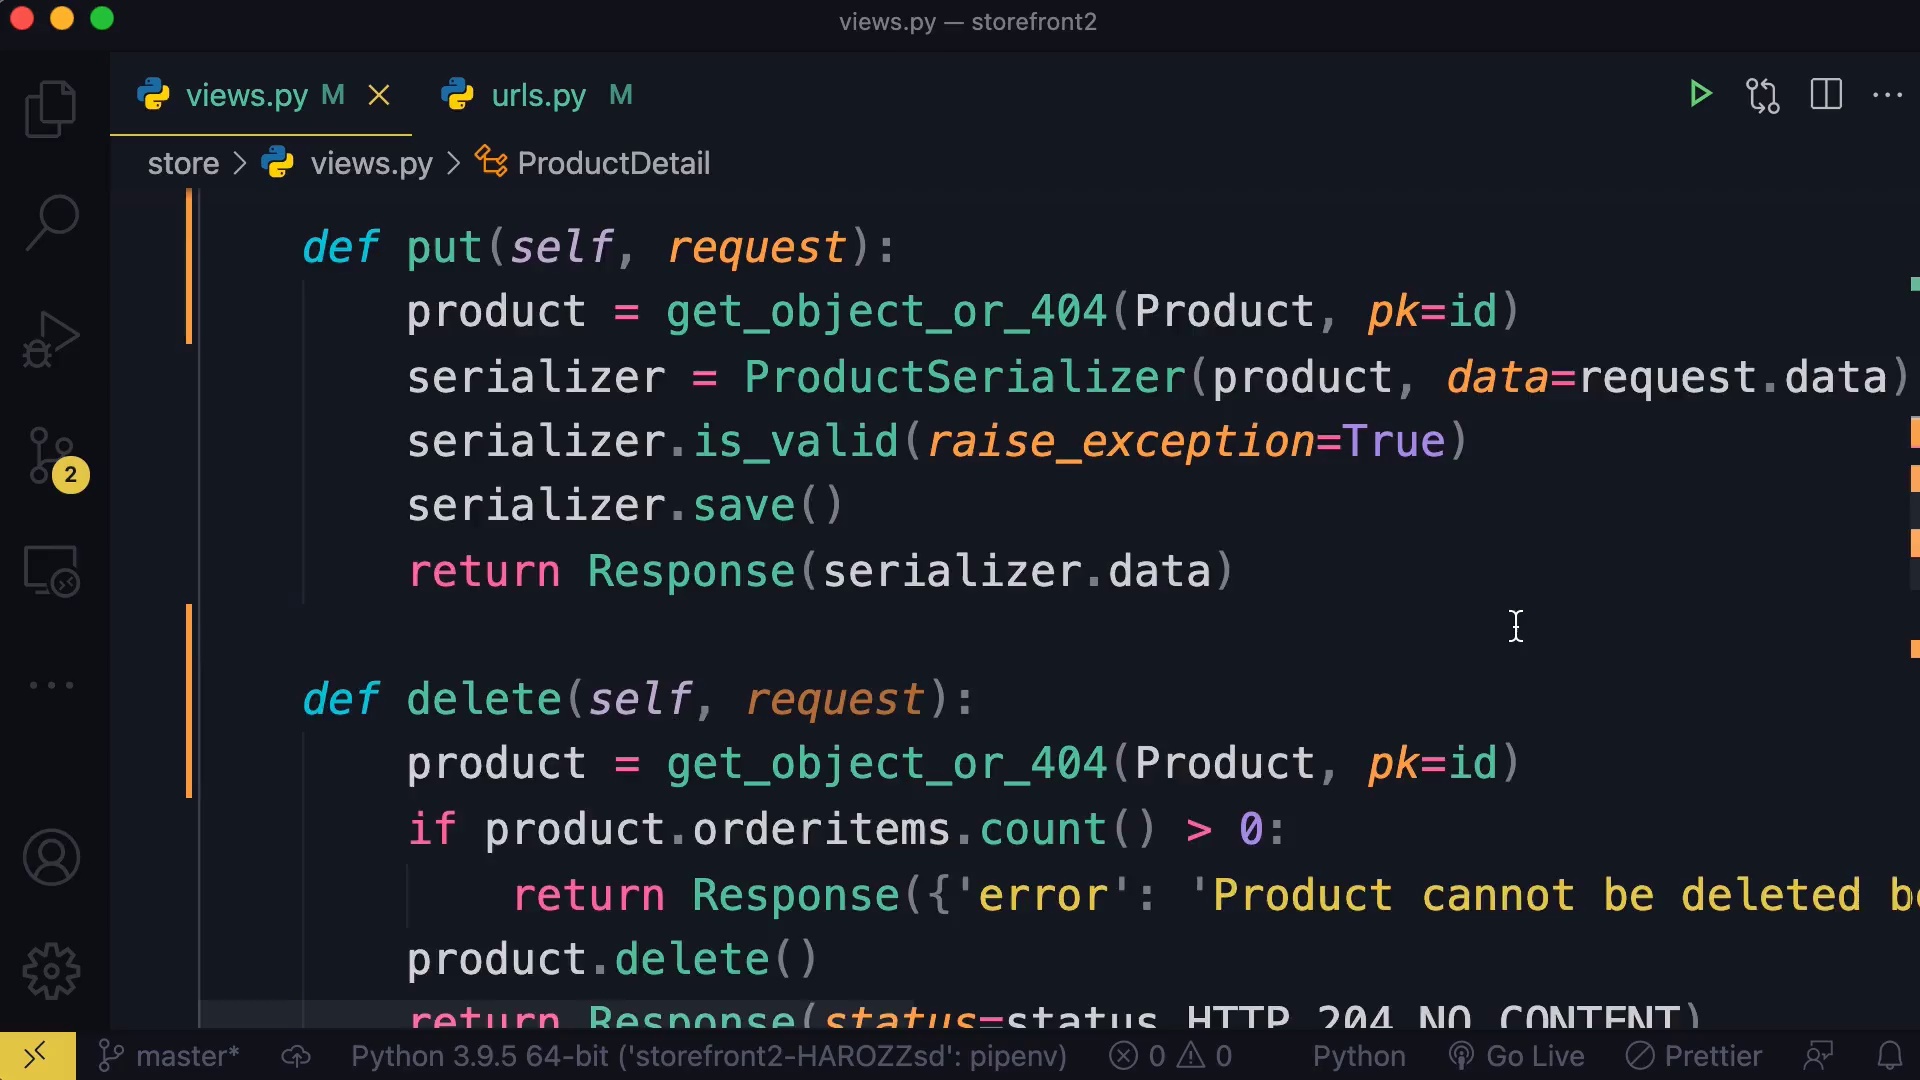 views.py — storefront2
views.py M urls.py M
store > views.py > ProductDetail
def put(self, request):
product = get_object_or_404(Product, pk=id)
serializer = ProductSerializer(product, data=request.data)
serializer.is_valid(raise_exception=True)
serializer.save()
return Response(serializer.data)
def delete(self, request):
product = get_object_or_404(Product, pk=id)
if product.orderitems.count() > 0:
return Response({'error': 'Product cannot be deleted be
product.delete()
return Response(status=status.HTTP_204_NO_CONTENT)
2
master* Python 3.9.5 64-bit ('storefront2-HAROZZsd': pipenv) 0 0 Python Go Live Prettier